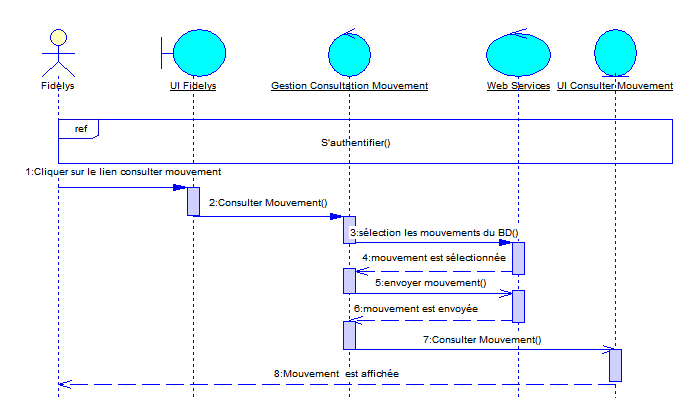 Fidelys
UI Fidelys
Gestion Consultation Mouvement
Web Services
UI Consulter Mouvement
ref
S'authentifier()
1:Cliquer sur le lien consulter mouvement
2:Consulter Mouvement()
3:sélection les mouvements du BD()
4:mouvement est sélectionnée
5:envoyer mouvement()
6:mouvement est envoyée
7:Consulter Mouvement()
8:Mouvement est affichée